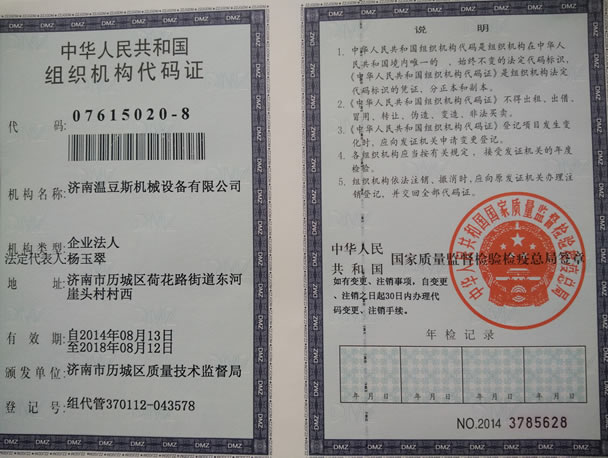 中华人民共和国
组织机构代码证
代 码: 07615020-8
机构名称: 济南温豆斯机械设备有限公司
机构类型: 企业法人
法定代表人: 杨玉翠
地 址: 济南市历城区荷花路街道东河
崖头村村西
有 效 期: 自2014年08月13日
至2018年08月12日
颁发单位: 济南市历城区质量技术监督局
登 记 号: 组代管370112-043578
说 明
1. 中华人民共和国组织机构代码是组织机构在中华人
民共和国境内唯一的、始终不变的法定代码标识,
《中华人民共和国组织机构代码证》是组织机构法定
代码标识的凭证、分正本和副本。
2.《中华人民共和国组织机构代码证》不得出租、出借、
冒用、转让、伪造、变造、非法买卖。
3.《中华人民共和国组织机构代码证》登记项目发生变
化时、应向发证机关申请变更登记。
4. 各组织机构应当按有关规定、接受发证机关的年度
检验。
5. 组织机构依法注销、撤消时、应向原发证机关办理注
销登记、并交回全部代码证。
中华人民
共和国 国家质量监督检验检疫总局签章
中华人民共和国国家质量监督检验检疫总局
如有变更、注销事项,自变更
、注销之日起30日内办理代
码变更、注销手续。
年检记录
年 月 日 年 月 日 年 月 日 年 月 日
NO.2014 3785628
DMZ